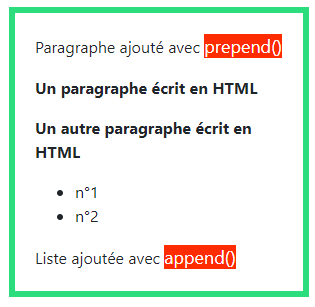 Paragraphe ajouté avec prepend()
Un paragraphe écrit en HTML
Un autre paragraphe écrit en
HTML
• n°1
• n°2
Liste ajoutée avec append()